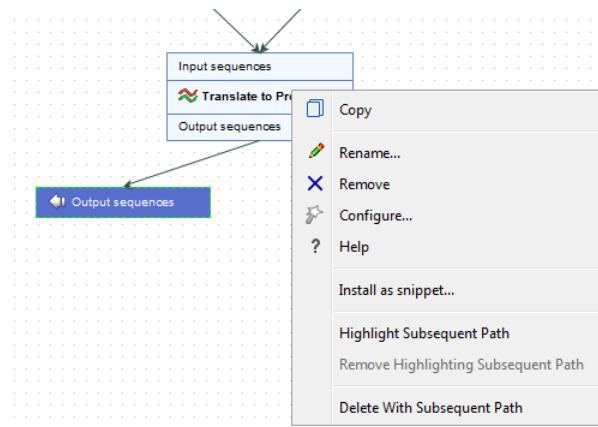 Input sequences
Translate to Pr
Output sequences
Output sequences
Copy
Rename...
Remove
Configure...
Help
Install as snippet...
Highlight Subsequent Path
Remove Highlighting Subsequent Path
Delete With Subsequent Path